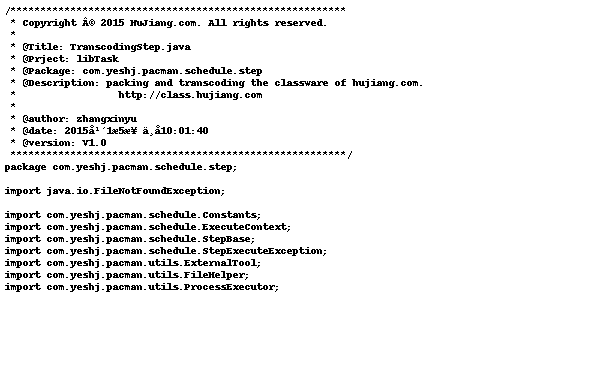 /********************************************************
 * Copyright Â© 2015 HuJiang.com. All rights reserved.
 *
 * @Title: TranscodingStep.java
 * @Prject: libTask
 * @Package: com.yeshj.pacman.schedule.step
 * @Description: packing and transcoding the classware of hujiang.com.
 *                 http://class.hujiang.com
 *
 * @author: zhangxinyu
 * @date: 2015å¹´1æ5æ¥ ä¸å10:01:40
 * @version: V1.0
 ********************************************************/
package com.yeshj.pacman.schedule.step;
import java.io.FileNotFoundException;
import com.yeshj.pacman.schedule.Constants;
import com.yeshj.pacman.schedule.ExecuteContext;
import com.yeshj.pacman.schedule.StepBase;
import com.yeshj.pacman.schedule.StepExecuteException;
import com.yeshj.pacman.utils.ExternalTool;
import com.yeshj.pacman.utils.FileHelper;
import com.yeshj.pacman.utils.ProcessExecutor;